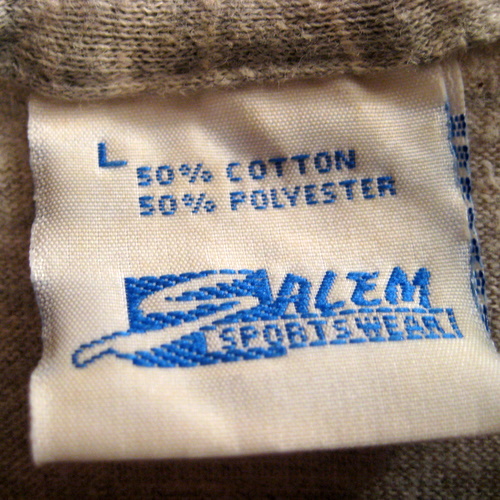 L
50% COTTON
50% POLYESTER
SALEM
SPORTSWEAR